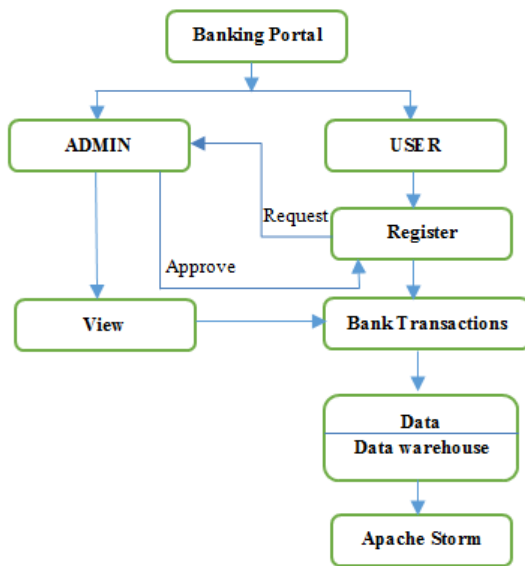 Banking Portal
ADMIN
USER
Request
Register
Approve
View
Bank Transactions
Data
Data warehouse
Apache Storm